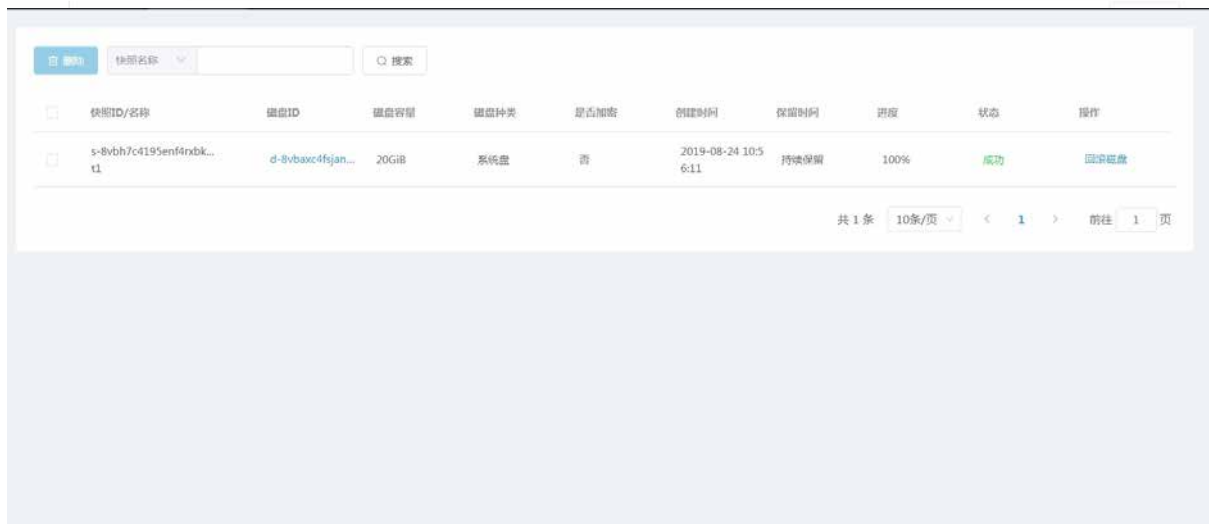 删除 快照名称 搜索
快照ID/名称 磁盘ID 磁盘容量 磁盘种类 是否加密 创建时间 保留时间 进度 状态 操作
s-8vbh7c4195enf4rxbk... d-8vbaxc4fsjan... 20GiB 系统盘 否 2019-08-24 10:5 持续保留 100% 成功 回滚磁盘
t1 6:11
共 1 条 10条/页 < 1 > 前往 1 页